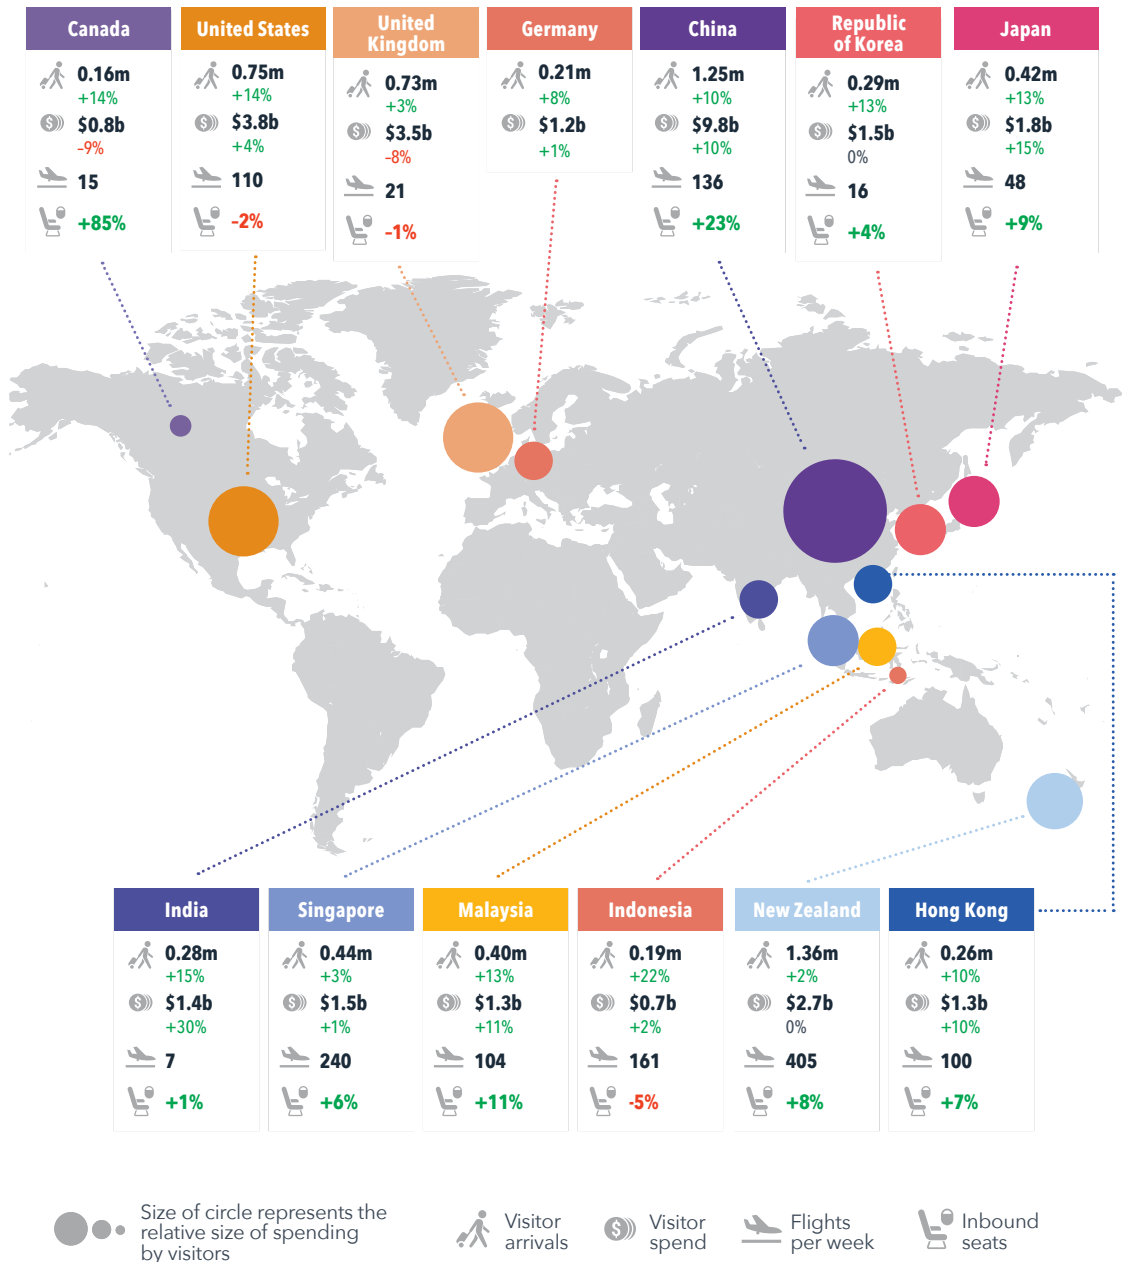 Canada
0.16m
+14%
$0.8b
-9%
15
+85%
United States
0.75m
+14%
$3.8b
+4%
110
-2%
United
Kingdom
0.73m
+3%
$3.5b
-8%
21
-1%
Germany
0.21m
+8%
$1.2b
+1%
China
1.25m
+10%
$9.8b
+10%
136
+23%
Republic
of Korea
0.29m
+13%
$1.5b
0%
16
+4%
Japan
0.42m
+13%
$1.8b
+15%
48
+9%
India
0.28m
+15%
$1.4b
+30%
7
+1%
Singapore
0.44m
+3%
$1.5b
+1%
240
+6%
Malaysia
0.40m
+13%
$1.3b
+11%
104
+11%
Indonesia
0.19m
+22%
$0.7b
+2%
161
-5%
New Zealand
1.36m
+2%
$2.7b
0%
405
+8%
Hong Kong
0.26m
+10%
$1.3b
+10%
100
+7%
Size of circle represents the
relative size of spending
by visitors
Visitor
arrivals
Visitor
spend
Flights
per week
Inbound
seats